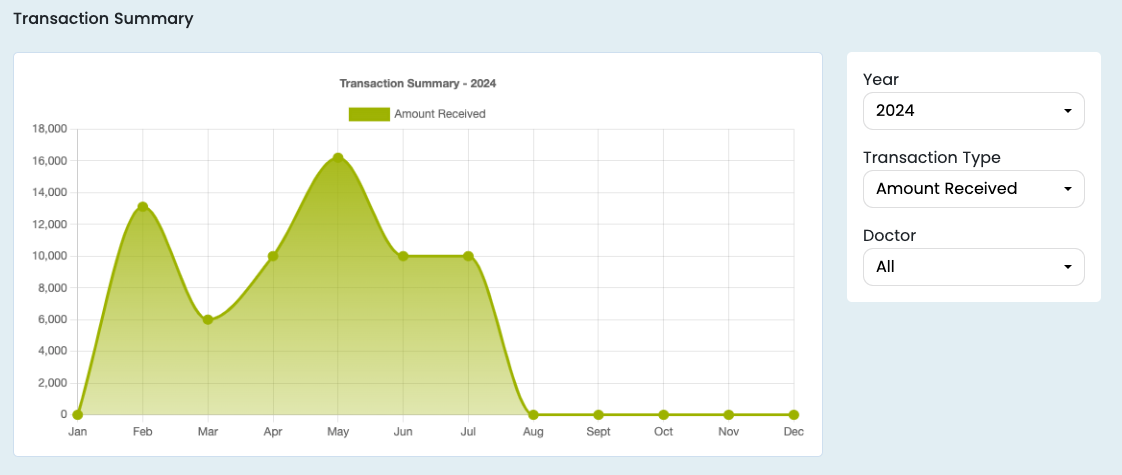 Transaction Summary
Transaction Summary - 2024
Amount Received
18,000
16,000
14,000
12,000
10,000
8,000
6,000
4,000
2,000
0
Jan Feb Mar Apr May Jun Jul Aug Sept Oct Nov Dec
Year
2024
Transaction Type
Amount Received
Doctor
All